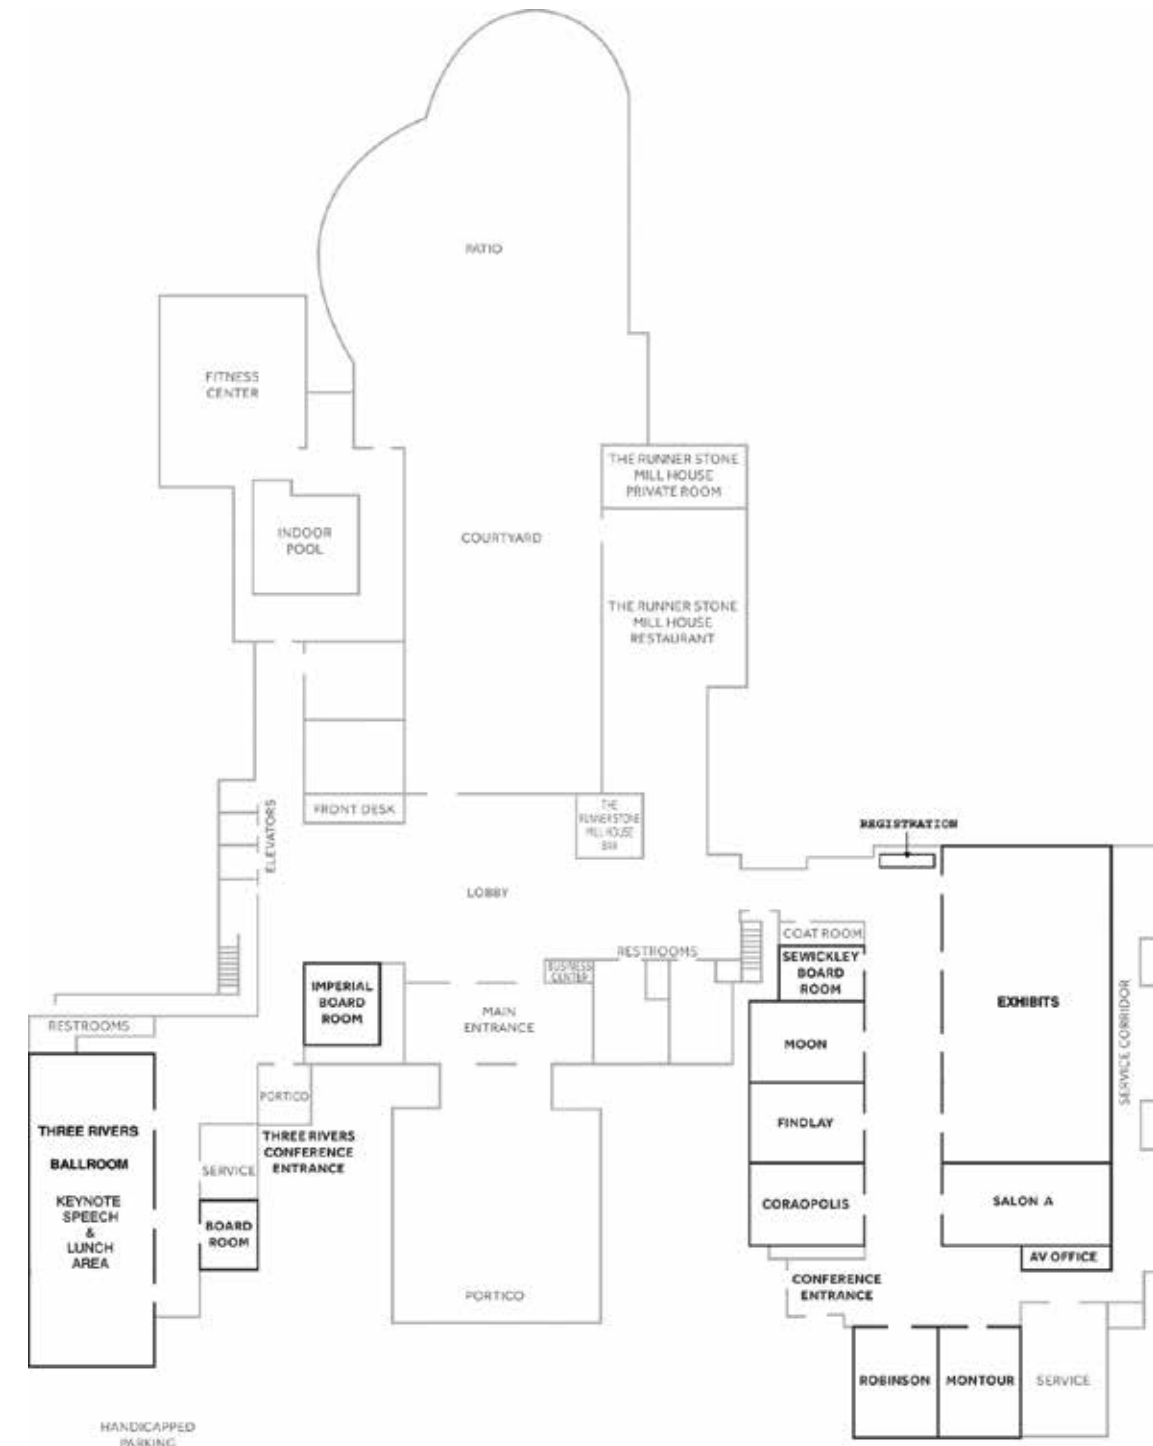 PATIO
FITNESS
CENTER
THE RUNNER STONE
MILL HOUSE
PRIVATE ROOM
INDOOR
POOL
COURTYARD
THE RUNNER STONE
MILL HOUSE
RESTAURANT
FRONT DESK
THE
RUNNER STONE
MILL HOUSE
BAR
ELEVATORS
REGISTRATION
LOBBY
COAT ROOM
RESTROOMS
SEWICKLEY
BOARD
ROOM
BUSINESS
CENTER
IMPERIAL
BOARD
ROOM
EXHIBITS
SERVICE CORRIDOR
MAIN
ENTRANCE
RESTROOMS
MOON
PORTICO
FINDLAY
THREE RIVERS
BALLROOM
KEYNOTE
SPEECH
&
LUNCH
AREA
THREE RIVERS
CONFERENCE
ENTRANCE
SERVICE
BOARD
ROOM
CORAOPOLIS
SALON A
AV OFFICE
CONFERENCE
ENTRANCE
PORTICO
ROBINSON
MONTOUR
SERVICE
HANDICAPPED
PARKING